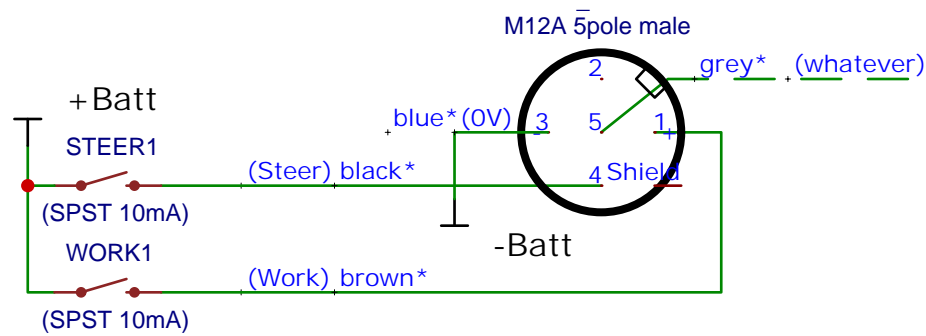 M12A 5pole male
grey* (whatever)
2
+Batt
blue* (0V)
3
5
1
-
+
STEER1
(Steer) black*
4
Shield
(SPST 10mA)
-Batt
WORK1
(Work) brown*
(SPST 10mA)